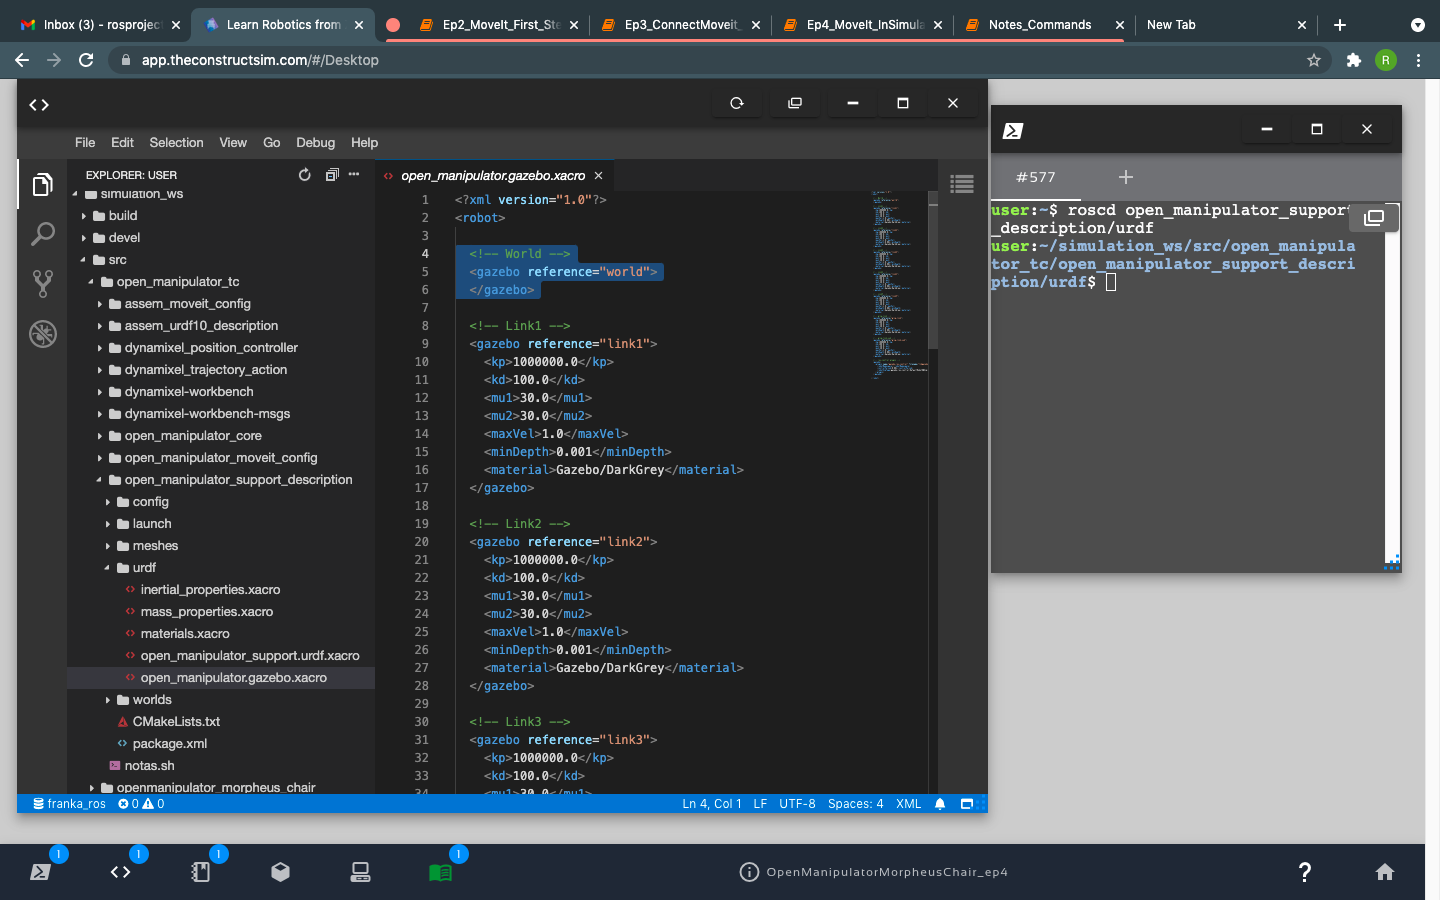 Inbox (3) - rosprojec
Learn Robotics from
Ep2_MoveIt_First_Ste
Ep3_ConnectMoveit_
Ep4_MoveIt_InSimula
Notes_Commands
New Tab
app.theconstructsim.com/#/Desktop
R
File Edit Selection View Go Debug Help
EXPLORER: USER
simulation_ws
build
devel
src
open_manipulator_tc
assem_moveit_config
assem_urdf10_description
dynamixel_position_controller
dynamixel_trajectory_action
dynamixel-workbench
dynamixel-workbench-msgs
open_manipulator_core
open_manipulator_moveit_config
open_manipulator_support_description
config
launch
meshes
urdf
inertial_properties.xacro
mass_properties.xacro
materials.xacro
open_manipulator_support.urdf.xacro
open_manipulator.gazebo.xacro
worlds
CMakeLists.txt
package.xml
notas.sh
openmanipulator_morpheus_chair
open_manipulator.gazebo.xacro
1 <?xml version="1.0"?>
2 <robot>
3
4 <!-- World -->
5 <gazebo reference="world">
6 </gazebo>
7
8 <!-- Link1 -->
9 <gazebo reference="link1">
10 <kp>1000000.0</kp>
11 <kd>100.0</kd>
12 <mu1>30.0</mu1>
13 <mu2>30.0</mu2>
14 <maxVel>1.0</maxVel>
15 <minDepth>0.001</minDepth>
16 <material>Gazebo/DarkGrey</material>
17 </gazebo>
18
19 <!-- Link2 -->
20 <gazebo reference="link2">
21 <kp>1000000.0</kp>
22 <kd>100.0</kd>
23 <mu1>30.0</mu1>
24 <mu2>30.0</mu2>
25 <maxVel>1.0</maxVel>
26 <minDepth>0.001</minDepth>
27 <material>Gazebo/DarkGrey</material>
28 </gazebo>
29
30 <!-- Link3 -->
31 <gazebo reference="link3">
32 <kp>1000000.0</kp>
33 <kd>100.0</kd>
34 <mu1>30.0</mu1>
franka_ros 0 0 Ln 4, Col 1 LF UTF-8 Spaces: 4 XML
#577
user:~$ roscd open_manipulator_support
_description/urdf
user:~/simulation_ws/src/open_manipula
tor_tc/open_manipulator_support_descri
ption/urdf$
1
1
1
1
OpenManipulatorMorpheusChair_ep4
?